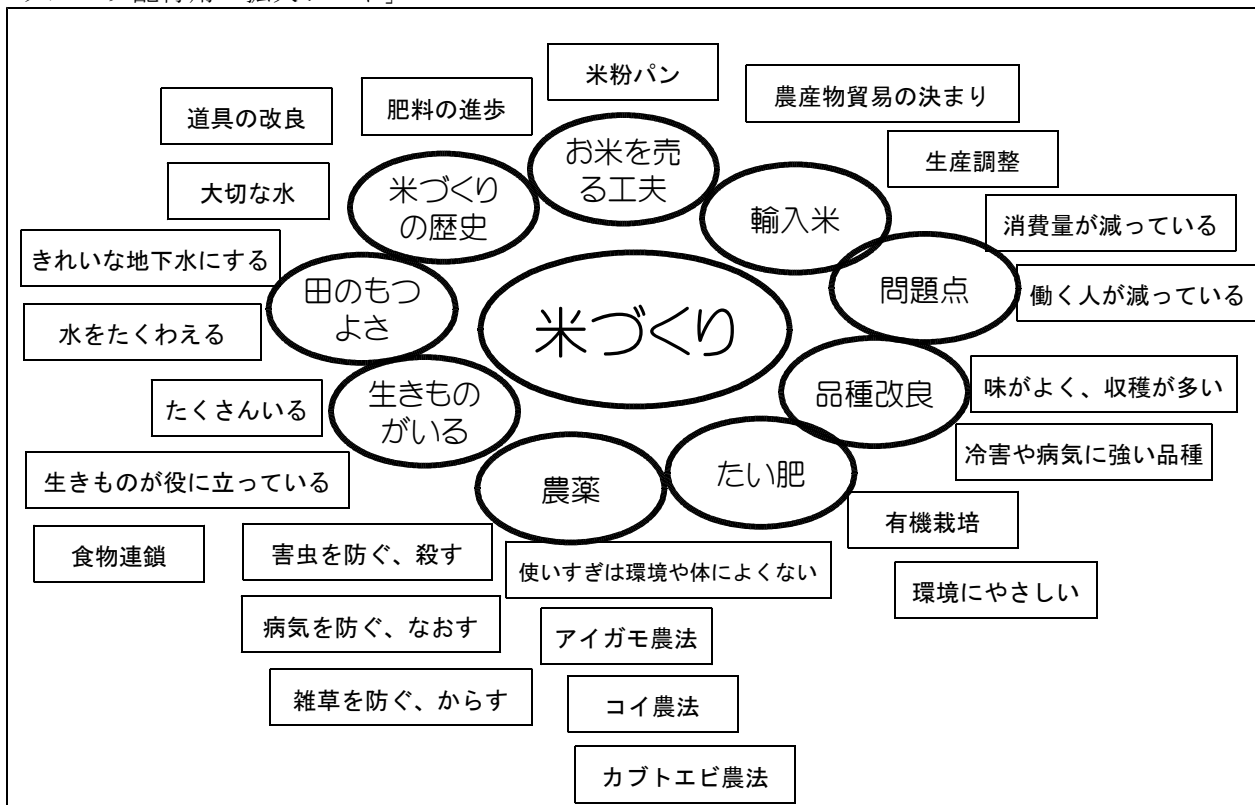 米粉パン
農産物貿易の決まり
道具の改良
肥料の進歩
お米を売
る工夫
生産調整
大切な水
米づくり
の歴史
輸入米
消費量が減っている
きれいな地下水にする
田のもつ
よさ
米づくり
問題点
働く人が減っている
水をたくわえる
たくさんいる
生きもの
がいる
品種改良
味がよく、収穫が多い
冷害や病気に強い品種
生きものが役に立っている
農薬
たい肥
有機栽培
食物連鎖
害虫を防ぐ、殺す
使いすぎは環境や体によくない
環境にやさしい
病気を防ぐ、なおす
アイガモ農法
雑草を防ぐ、からす
コイ農法
カブトエビ農法